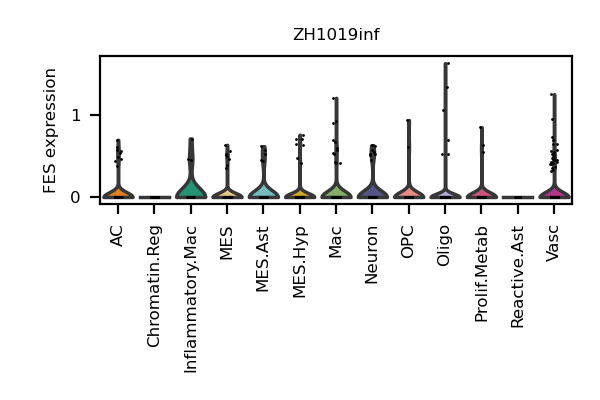 ZH1019inf
FES expression
1
0
AC
Chromatin.Reg
Inflammatory.Mac
MES
MES.Ast
MES.Hyp
Mac
Neuron
OPC
Oligo
Prolif.Metab
Reactive.Ast
Vasc